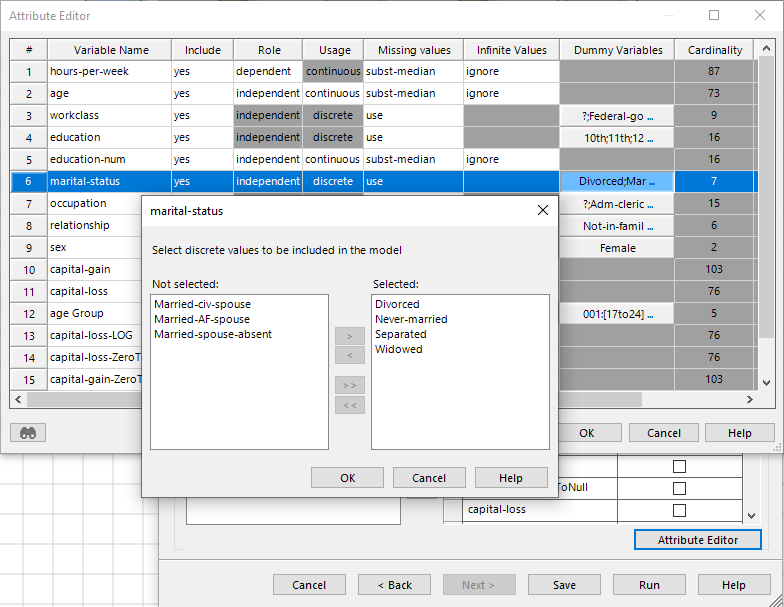 Attribute Editor
# Variable Name Include Role Usage Missing values Infinite Values Dummy Variables Cardinality
1 hours-per-week yes dependent continuous subst-median ignore 87
2 age yes independent continuous subst-median ignore 73
3 workclass yes independent discrete use ?;Federal-go ... 9
4 education yes independent discrete use 10th;11th;12 ... 16
5 education-num yes independent continuous subst-median ignore 16
6 marital-status yes independent discrete use Divorced;Mar ... 7
7 occupation ?;Adm-cleric ... 15
8 relationship Not-in-famil ... 6
9 sex Female 2
10 capital-gain 103
11 capital-loss 76
12 age Group 001:[17to24] ... 5
13 capital-loss-LOG 76
14 capital-loss-ZeroT 76
15 capital-gain-ZeroT 103
OK Cancel Help
marital-status
Select discrete values to be included in the model
Not selected:
Married-civ-spouse
Married-AF-spouse
Married-spouse-absent
>
<
>>
<<
Selected:
Divorced
Never-married
Separated
Widowed
OK Cancel Help
ToNull
capital-loss
Attribute Editor
Cancel < Back Next > Save Run Help